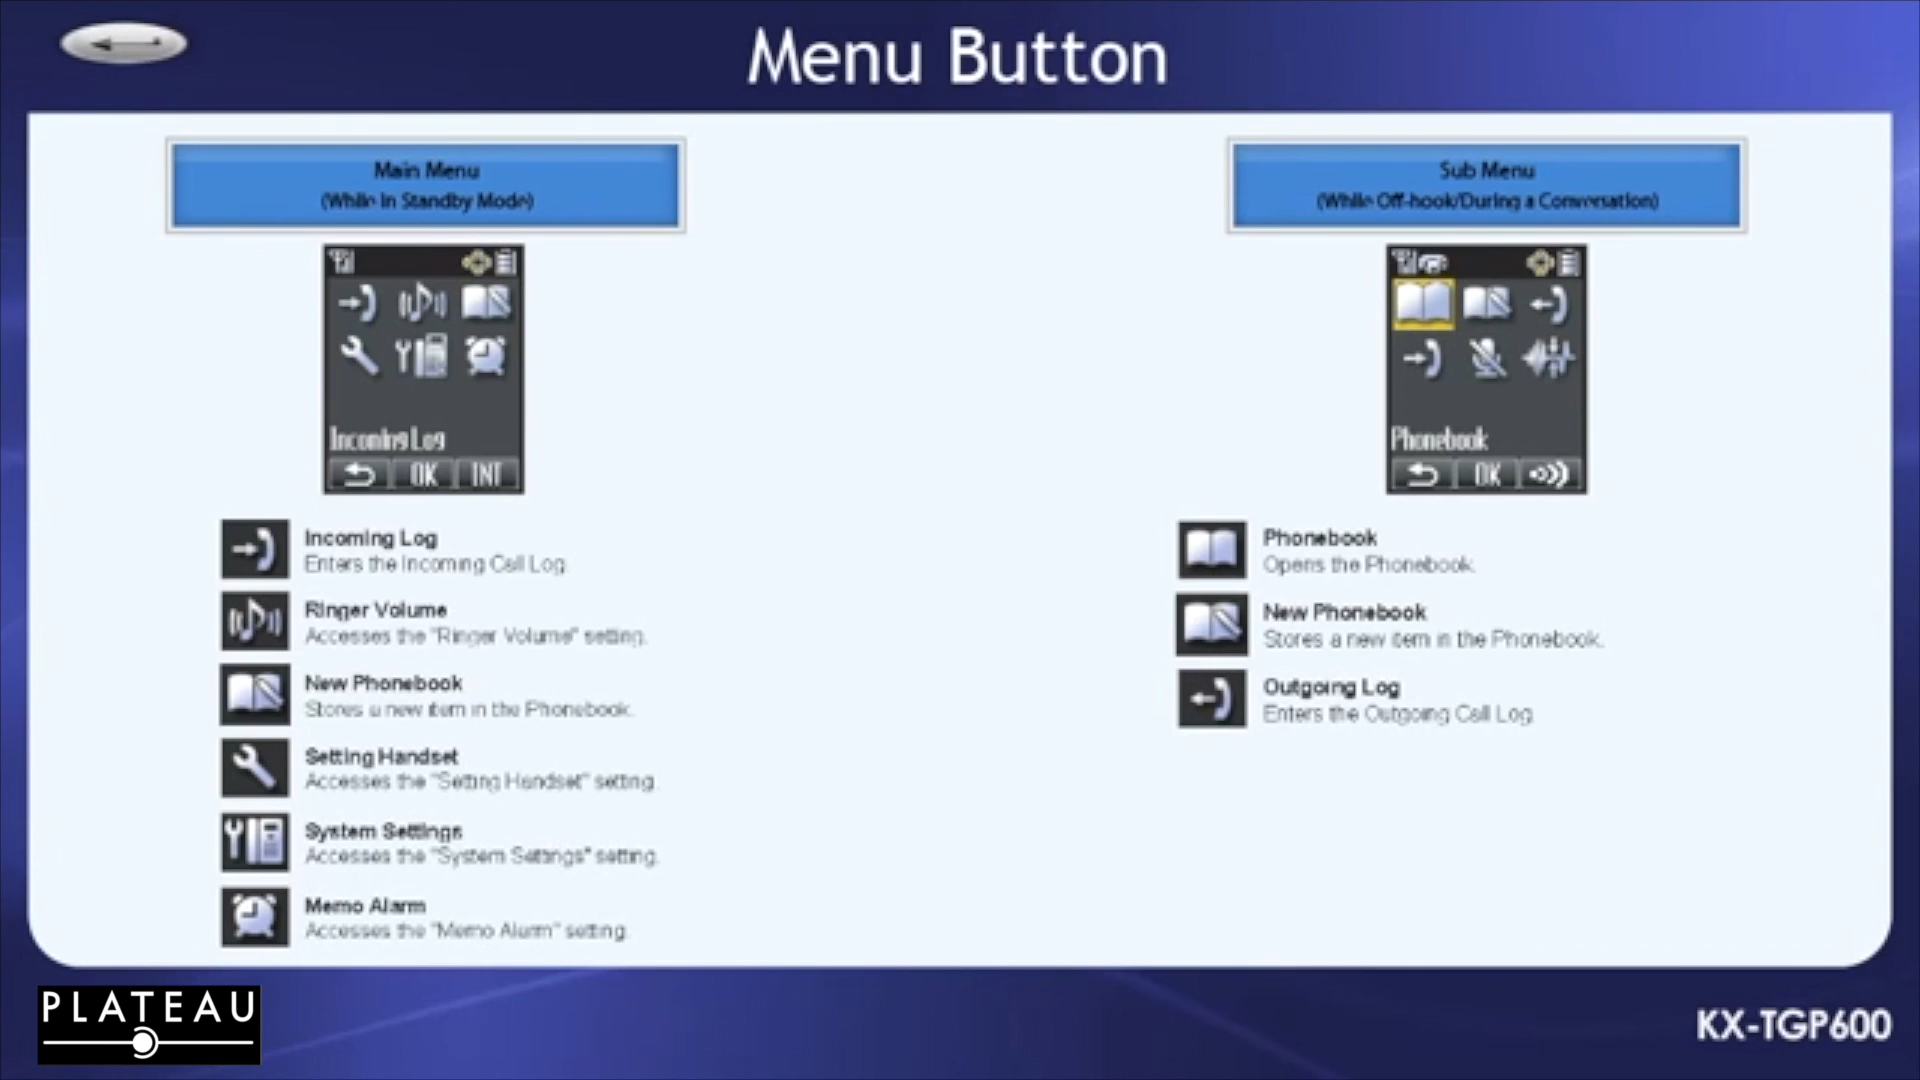 Menu Button
Main Menu
(While in Standby Mode)
Incoming Log
OK INT
Incoming Log
Enters the Incoming Call Log.
Ringer Volume
Accesses the "Ringer Volume" setting.
New Phonebook
Stores a new item in the Phonebook.
Setting Handset
Accesses the "Setting Handset" setting.
System Settings
Accesses the "System Settings" setting.
Memo Alarm
Accesses the "Memo Alarm" setting.
Sub Menu
(While Off-hook/During a Conversation)
Phonebook
OK
Phonebook
Opens the Phonebook.
New Phonebook
Stores a new item in the Phonebook.
Outgoing Log
Enters the Outgoing Call Log.
PLATEAU
KX-TGP600